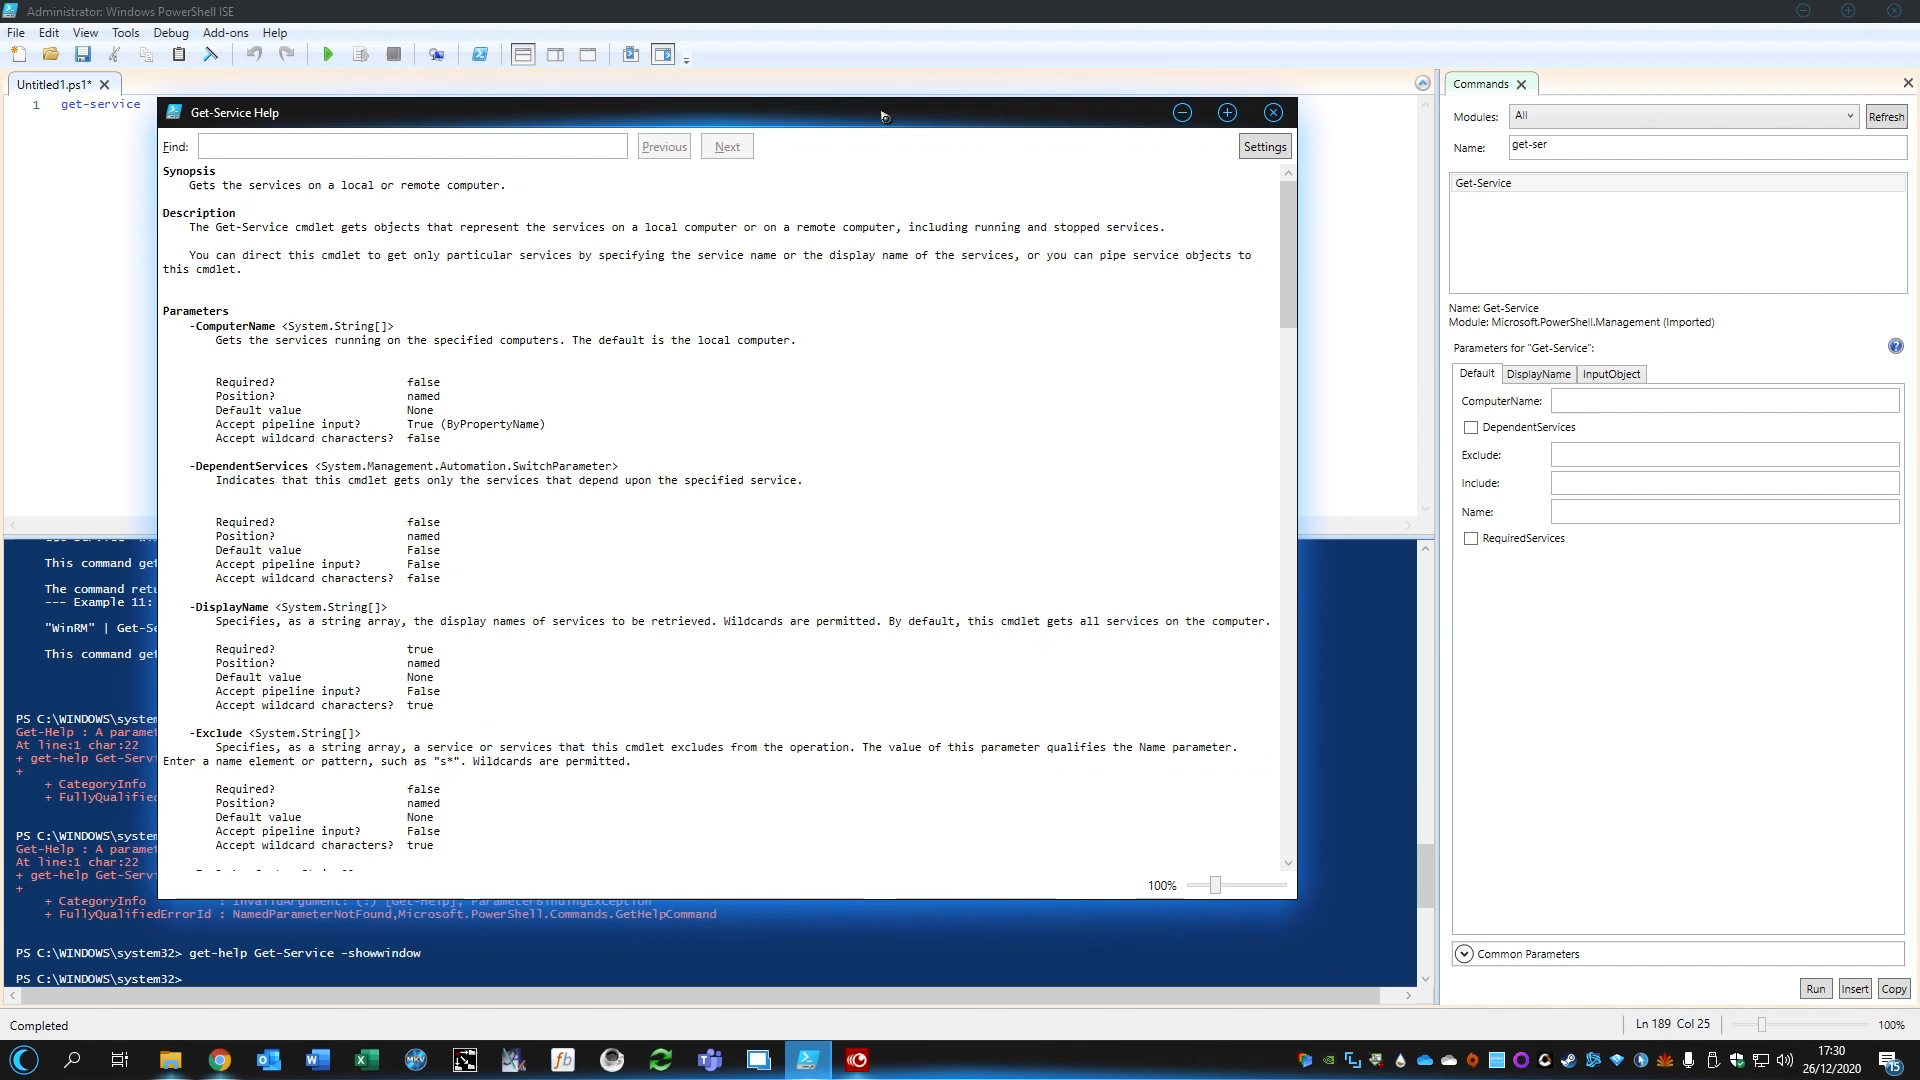 Administrator: Windows PowerShell ISE
File Edit View Tools Debug Add-ons Help
Untitled1.ps1*
1 get-service
Get-Service Help
Find: Previous Next Settings
Synopsis
Gets the services on a local or remote computer.
Description
The Get-Service cmdlet gets objects that represent the services on a local computer or on a remote computer, including running and stopped services.
You can direct this cmdlet to get only particular services by specifying the service name or the display name of the services, or you can pipe service objects to
this cmdlet.
Parameters
-ComputerName <System.String[]>
Gets the services running on the specified computers. The default is the local computer.
Required? false
Position? named
Default value None
Accept pipeline input? True (ByPropertyName)
Accept wildcard characters? false
-DependentServices <System.Management.Automation.SwitchParameter>
Indicates that this cmdlet gets only the services that depend upon the specified service.
Required? false
Position? named
Default value False
Accept pipeline input? False
Accept wildcard characters? false
-DisplayName <System.String[]>
Specifies, as a string array, the display names of services to be retrieved. Wildcards are permitted. By default, this cmdlet gets all services on the computer.
Required? true
Position? named
Default value None
Accept pipeline input? False
Accept wildcard characters? true
-Exclude <System.String[]>
Specifies, as a string array, a service or services that this cmdlet excludes from the operation. The value of this parameter qualifies the Name parameter.
Enter a name element or pattern, such as "s*". Wildcards are permitted.
Required? false
Position? named
Default value None
Accept pipeline input? False
Accept wildcard characters? true
100%
This command get
The command retu
--- Example 11:
"WinRM" | Get-Se
This command get
PS C:\WINDOWS\system
Get-Help : A parame
At line:1 char:22
+ get-help Get-Servi
+
+ CategoryInfo
+ FullyQualified
PS C:\WINDOWS\system
Get-Help : A parame
At line:1 char:22
+ get-help Get-Servi
+
+ CategoryInfo : InvalidArgument: (:) [Get-Help], ParameterBindingException
+ FullyQualifiedErrorId : NamedParameterNotFound,Microsoft.PowerShell.Commands.GetHelpCommand
PS C:\WINDOWS\system32> get-help Get-Service -showwindow
PS C:\WINDOWS\system32>
Commands
Modules: All Refresh
Name: get-ser
Get-Service
Name: Get-Service
Module: Microsoft.PowerShell.Management (Imported)
Parameters for "Get-Service":
Default DisplayName InputObject
ComputerName:
DependentServices
Exclude:
Include:
Name:
RequiredServices
Common Parameters
Run Insert Copy
Completed
Ln 189 Col 25
100%
MKV
fb
17:30
26/12/2020
15